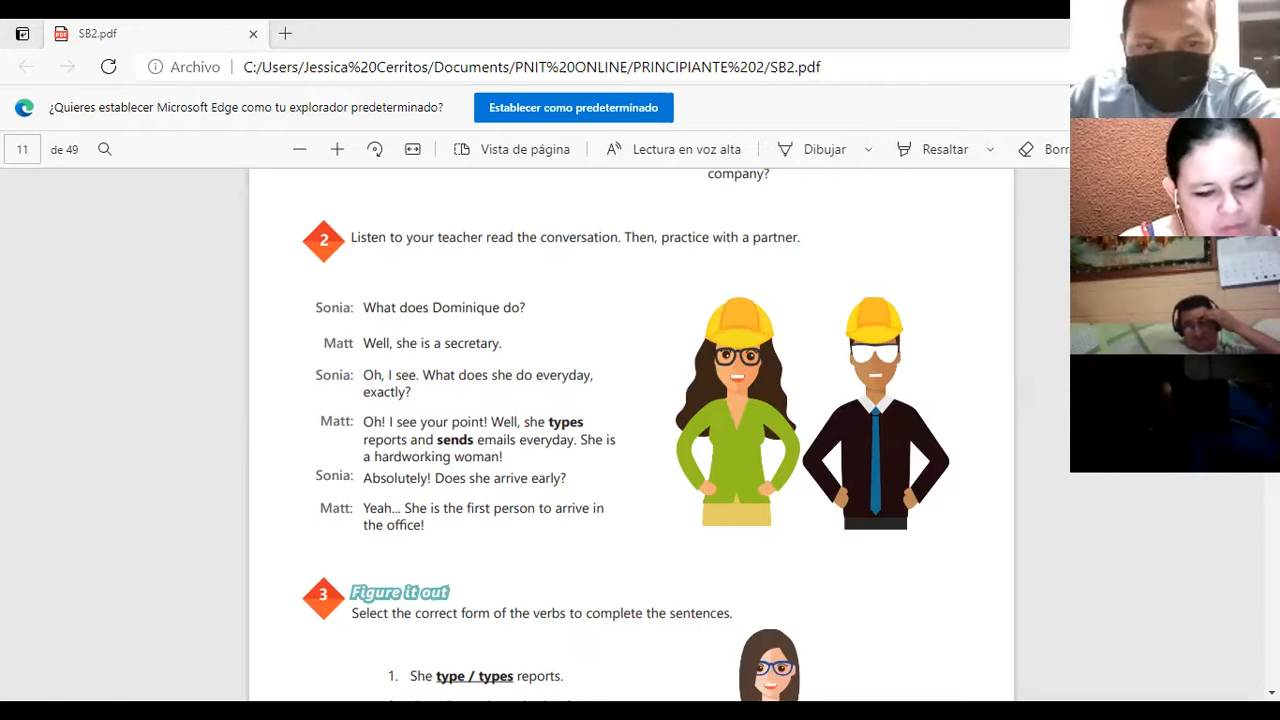 SB2.pdf
Archivo C:/Users/Jessica%20Cerritos/Documents/PNIT%20ONLINE/PRINCIPIANTE%202/SB2.pdf
¿Quieres establecer Microsoft Edge como tu explorador predeterminado? Establecer como predeterminado
11 de 49 Vista de página Lectura en voz alta Dibujar Resaltar Borr
company?
2 Listen to your teacher read the conversation. Then, practice with a partner.
Sonia: What does Dominique do?
Matt Well, she is a secretary.
Sonia: Oh, I see. What does she do everyday,
exactly?
Matt: Oh! I see your point! Well, she types
reports and sends emails everyday. She is
a hardworking woman!
Sonia: Absolutely! Does she arrive early?
Matt: Yeah... She is the first person to arrive in
the office!
3 Figure it out
Select the correct form of the verbs to complete the sentences.
1. She type / types reports.